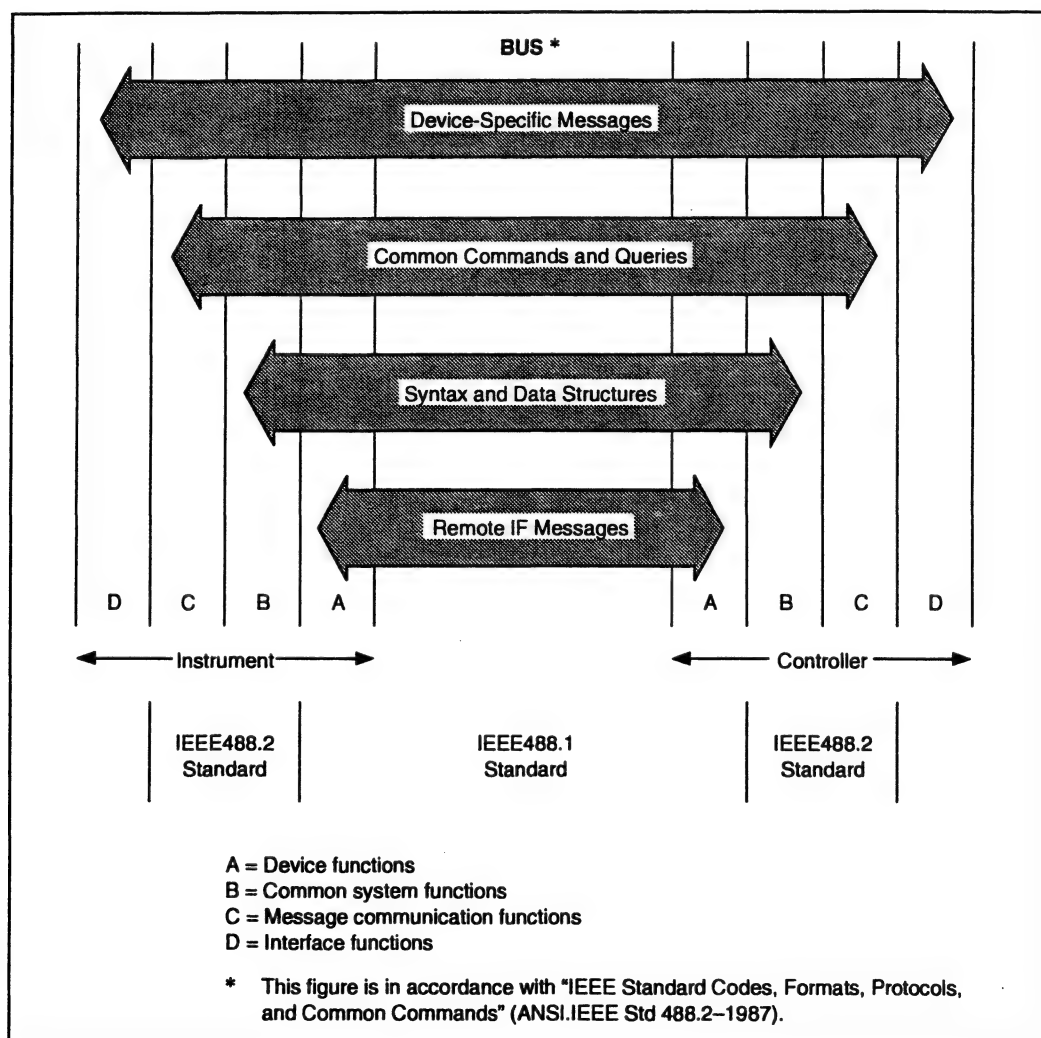 BUS *
Device-Specific Messages
Common Commands and Queries
Syntax and Data Structures
Remote IF Messages
D C B A A B C D
Instrument Controller
IEEE488.2 IEEE488.1 IEEE488.2
Standard Standard Standard
A = Device functions
B = Common system functions
C = Message communication functions
D = Interface functions
* This figure is in accordance with "IEEE Standard Codes, Formats, Protocols,
and Common Commands" (ANSI.IEEE Std 488.2–1987).